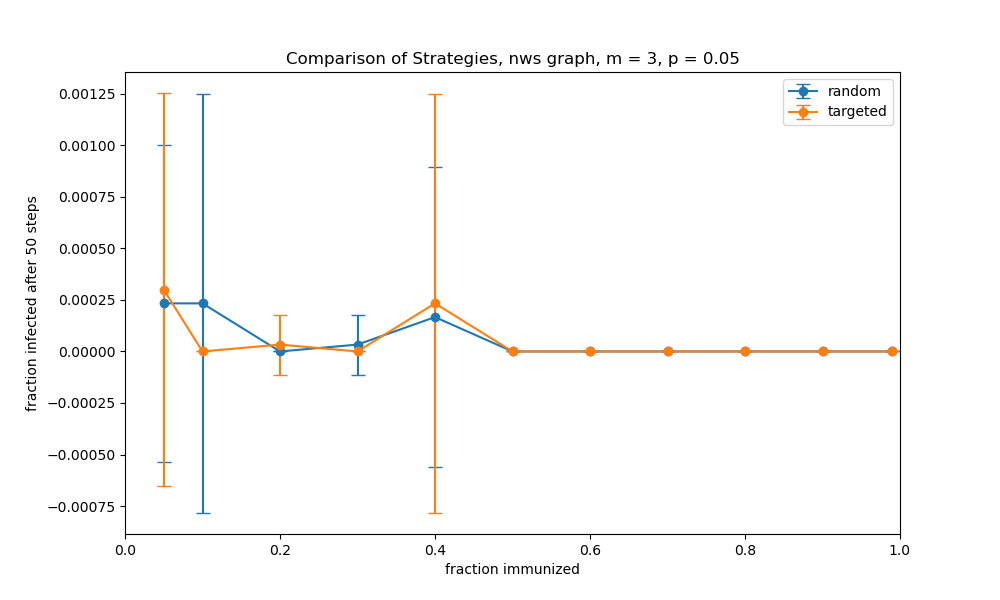 Comparison of Strategies, nws graph, m = 3, p = 0.05
random
targeted
fraction infected after 50 steps
0.00125
0.00100
0.00075
0.00050
0.00025
0.00000
−0.00025
−0.00050
−0.00075
0.0 0.2 0.4 0.6 0.8 1.0
fraction immunized